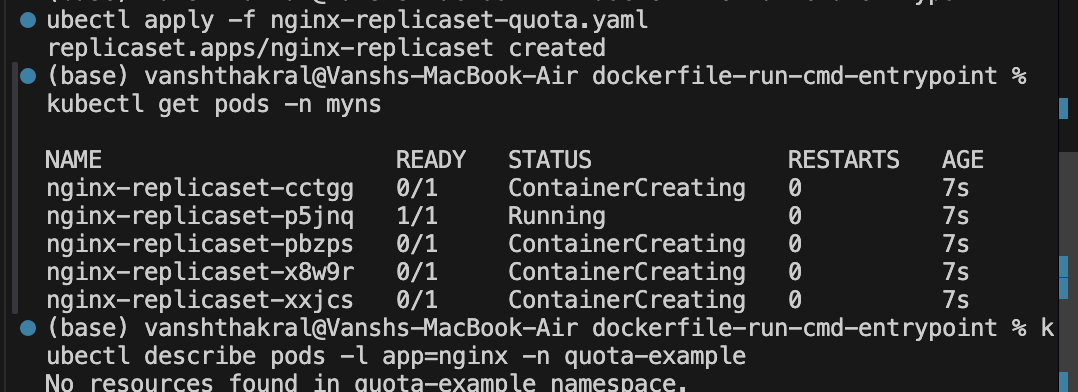 ubectl apply -f nginx-replicaset-quota.yaml
replicaset.apps/nginx-replicaset created
(base) vanshthakral@Vanshs-MacBook-Air dockerfile-run-cmd-entrypoint %
kubectl get pods -n myns
NAME READY STATUS RESTARTS AGE
nginx-replicaset-cctgg 0/1 ContainerCreating 0 7s
nginx-replicaset-p5jnq 1/1 Running 0 7s
nginx-replicaset-pbzps 0/1 ContainerCreating 0 7s
nginx-replicaset-x8w9r 0/1 ContainerCreating 0 7s
nginx-replicaset-xxjcs 0/1 ContainerCreating 0 7s
(base) vanshthakral@Vanshs-MacBook-Air dockerfile-run-cmd-entrypoint % k
ubectl describe pods -l app=nginx -n quota-example
No resources found in quota-example namespace.